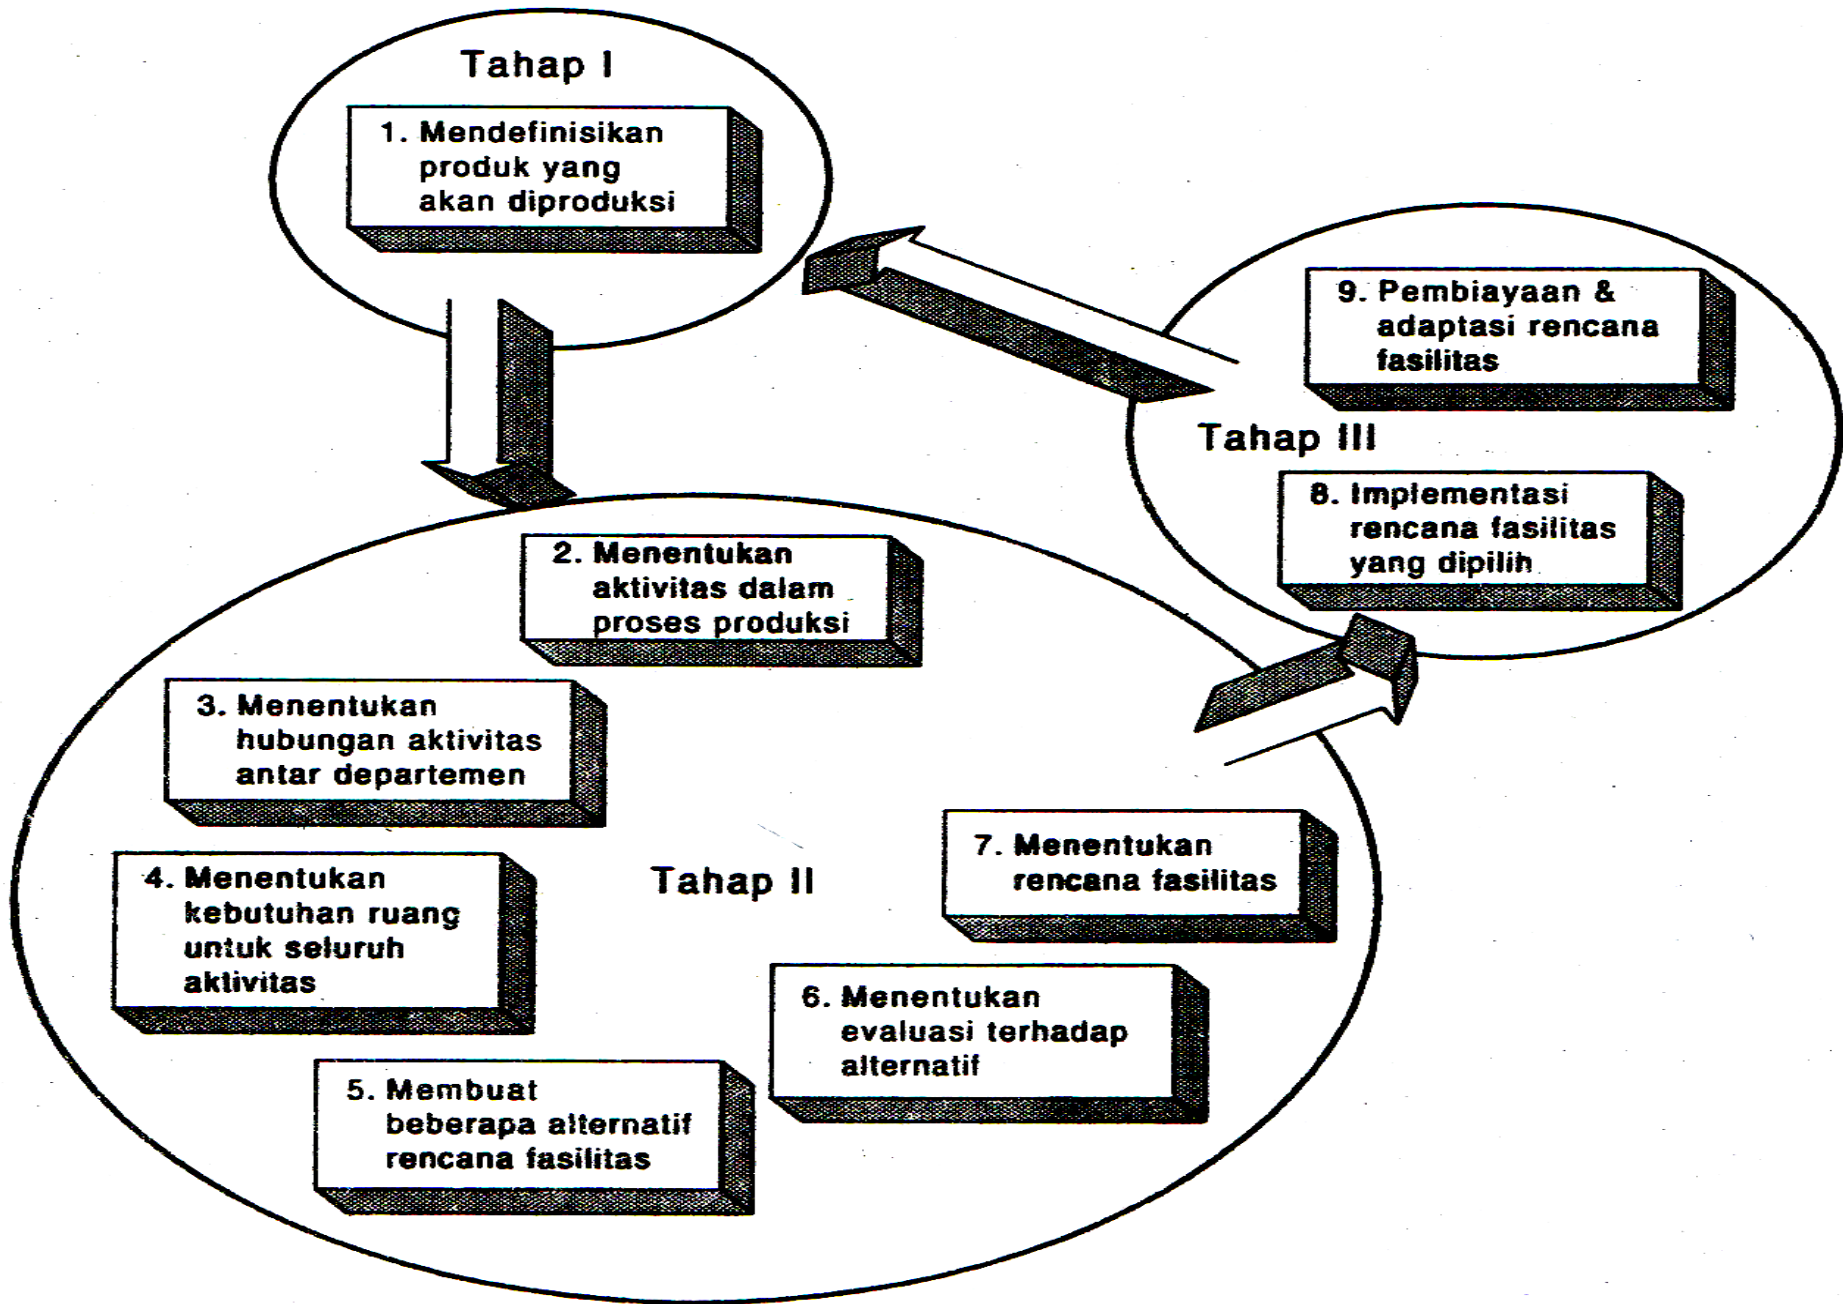 Tahap I
1. Mendefinisikan
produk yang
akan diproduksi
2. Menentukan
aktivitas dalam
proses produksi
3. Menentukan
hubungan aktivitas
antar departemen
4. Menentukan
kebutuhan ruang
untuk seluruh
aktivitas
Tahap II
5. Membuat
beberapa alternatif
rencana fasilitas
6. Menentukan
evaluasi terhadap
alternatif
7. Menentukan
rencana fasilitas
9. Pembiayaan &
adaptasi rencana
fasilitas
Tahap III
8. Implementasi
rencana fasilitas
yang dipilih